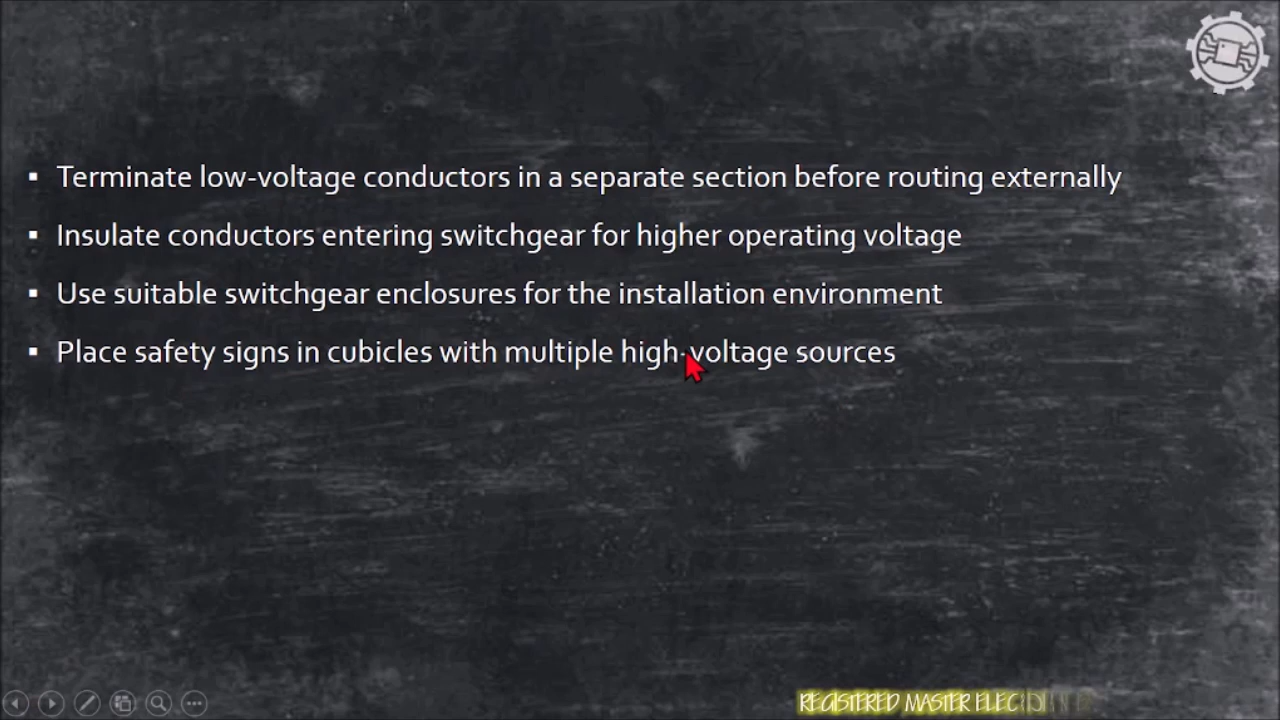 Terminate low-voltage conductors in a separate section before routing externally
Insulate conductors entering switchgear for higher operating voltage
Use suitable switchgear enclosures for the installation environment
Place safety signs in cubicles with multiple high-voltage sources
REGISTERED MASTER